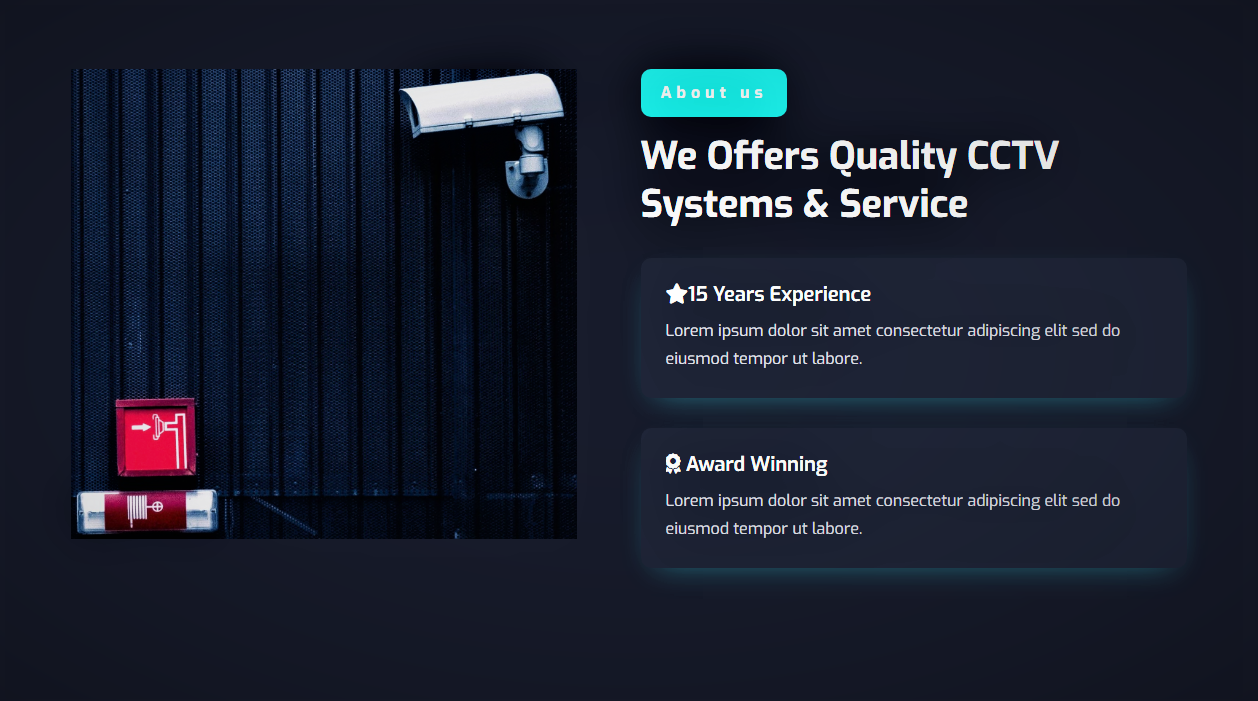 About us
We Offers Quality CCTV
Systems & Service
15 Years Experience
Lorem ipsum dolor sit amet consectetur adipiscing elit sed do
eiusmod tempor ut labore.
Award Winning
Lorem ipsum dolor sit amet consectetur adipiscing elit sed do
eiusmod tempor ut labore.